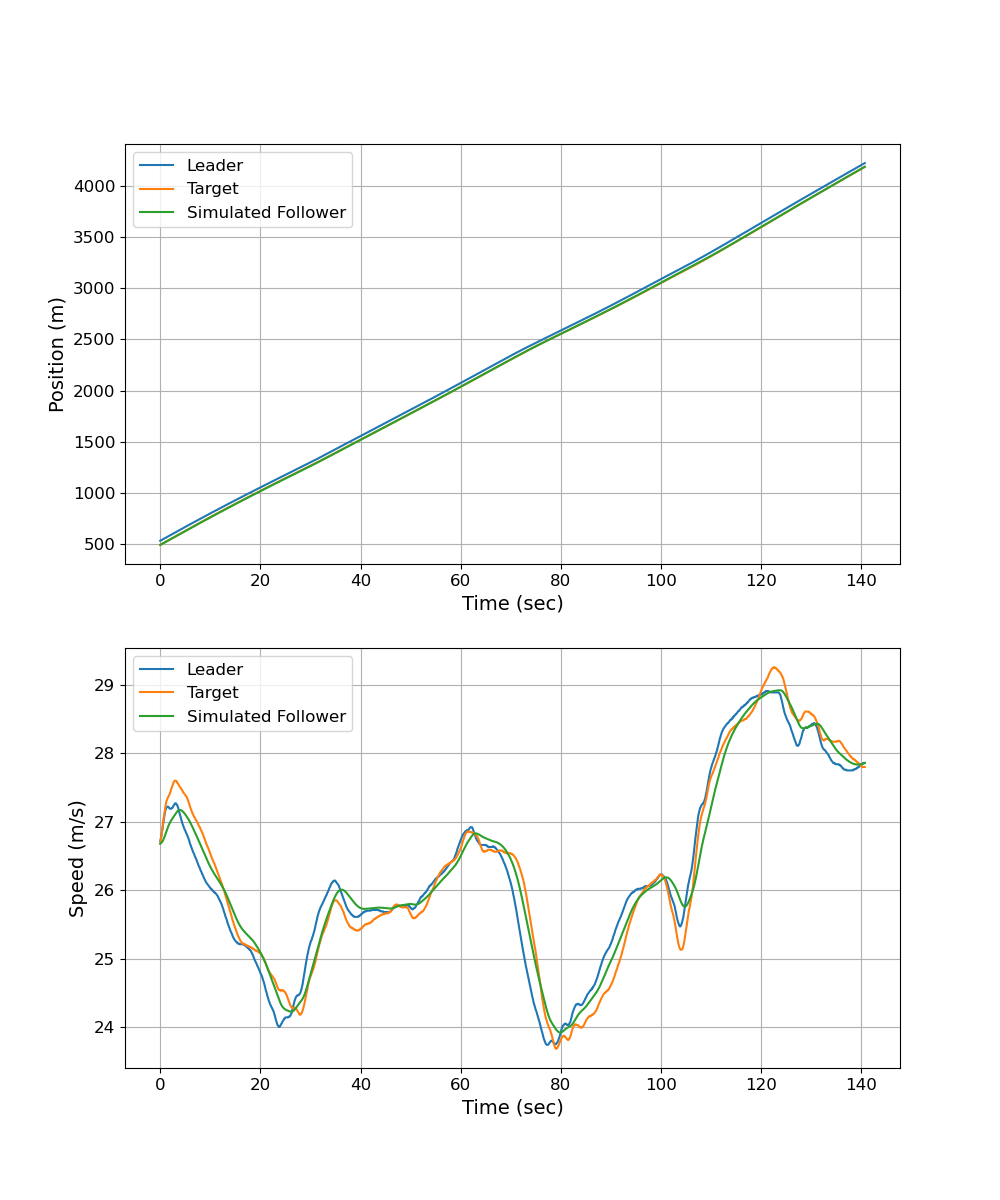 Leader
Target
Simulated Follower
4000
3500
3000
2500
2000
1500
1000
500
Position (m)
0 20 40 60 80 100 120 140
Time (sec)
Leader
Target
Simulated Follower
29
28
27
26
25
24
Speed (m/s)
0 20 40 60 80 100 120 140
Time (sec)